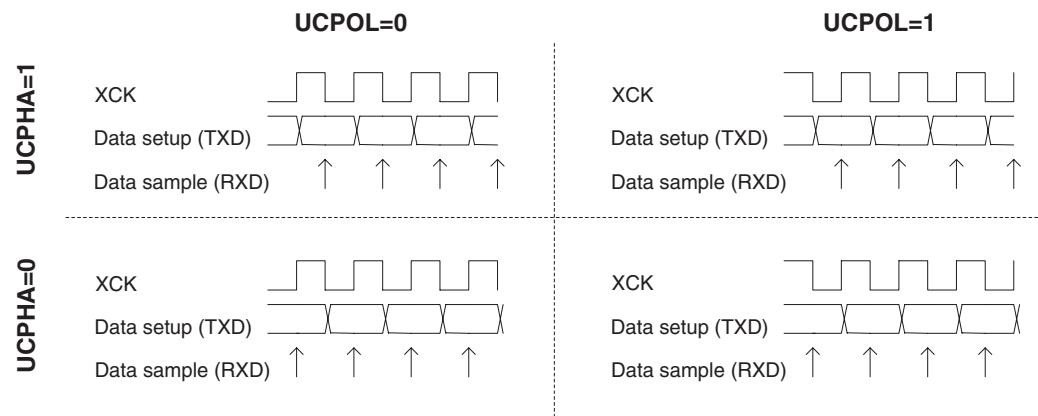 UCPOL=0 UCPOL=1
UCPHA=1
XCK XCK
Data setup (TXD) Data setup (TXD)
Data sample (RXD) Data sample (RXD)
UCPHA=0
XCK XCK
Data setup (TXD) Data setup (TXD)
Data sample (RXD) Data sample (RXD)